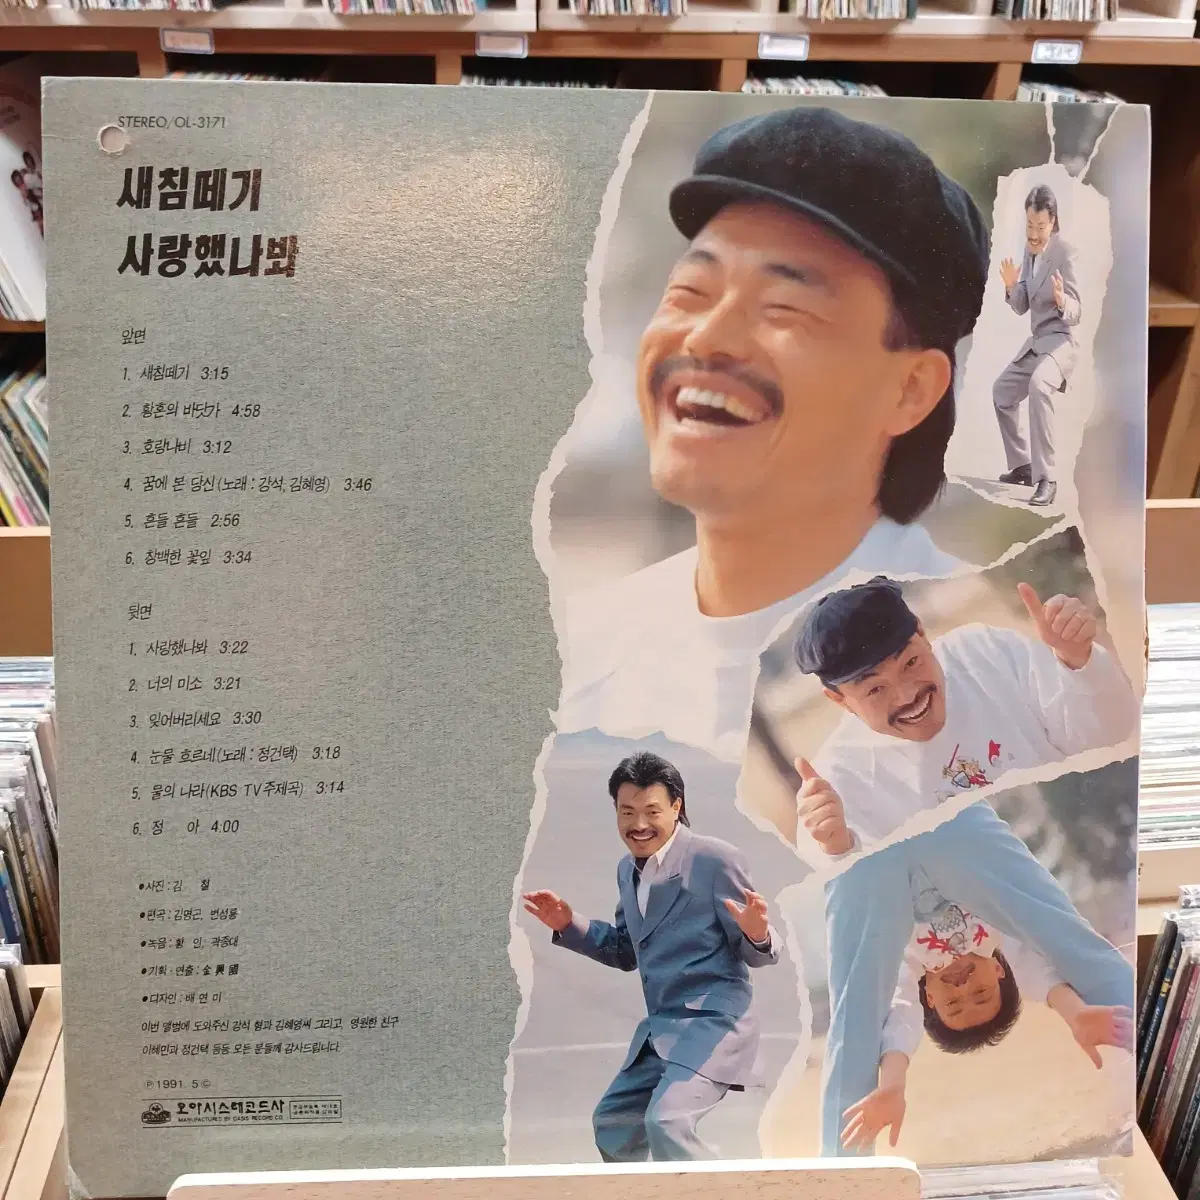 STEREO/OL-3171
새침떼기
사랑했나봐
앞면
1. 새침떼기 3:15
2. 황혼의 바닷가 4:58
3. 호랑나비 3:12
4. 꿈에 본 당신(노래 : 강석, 김혜영) 3:46
5. 흔들 흔들 2:56
6. 창백한 꽃잎 3:34
뒷면
1. 사랑했나봐 3:22
2. 너의 미소 3:21
3. 잊어버리세요 3:30
4. 눈물 흐르네(노래 : 정건택) 3:18
5. 물의 나라(KBS TV주제곡) 3:14
6. 정 아 4:00
●사진 : 김 철
●편곡 : 김명곤, 변성룡
●녹음 : 황 인, 곽종대
●기획·연출 : 金興國
●디자인 : 배연미
이번 앨범에 도와주신 강석 형과 김혜영씨 그리고, 영원한 친구
이혜민과 정건택 등등 모든 분들께 감사드립니다.
℗1991. 5 ©
오아시스레코드사
MANUFACTURED BY OASIS RECORD CO.